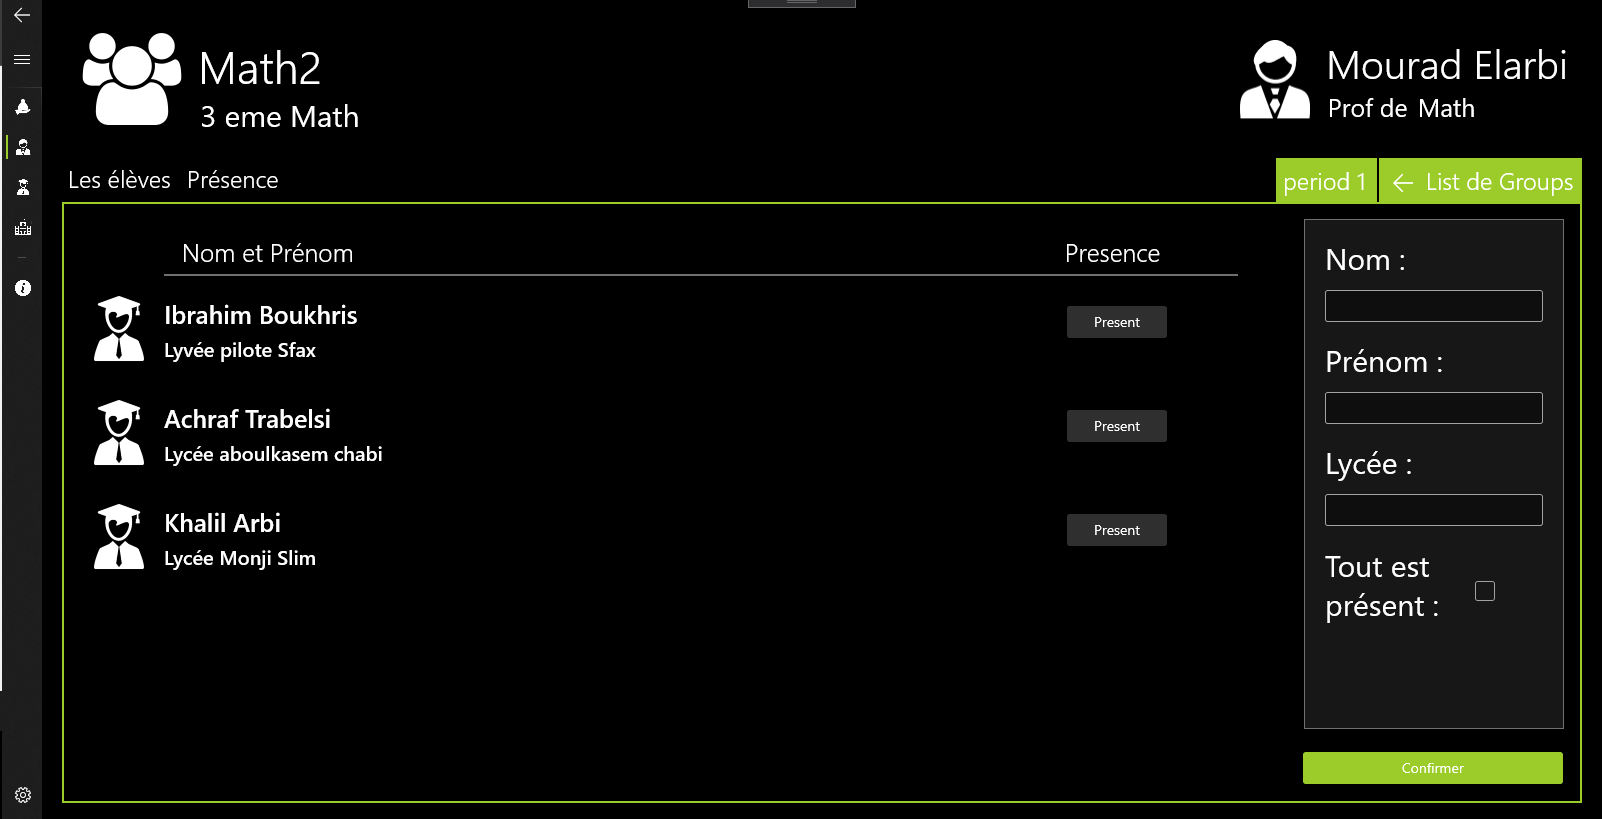 Math2
3 eme Math
Mourad Elarbi
Prof de Math
Les élèves Présence
period 1
List de Groups
Nom et Prénom Presence
Ibrahim Boukhris
Lyvée pilote Sfax
Present
Achraf Trabelsi
Lycée aboulkasem chabi
Present
Khalil Arbi
Lycée Monji Slim
Present
Nom :
Prénom :
Lycée :
Tout est
présent :
Confirmer